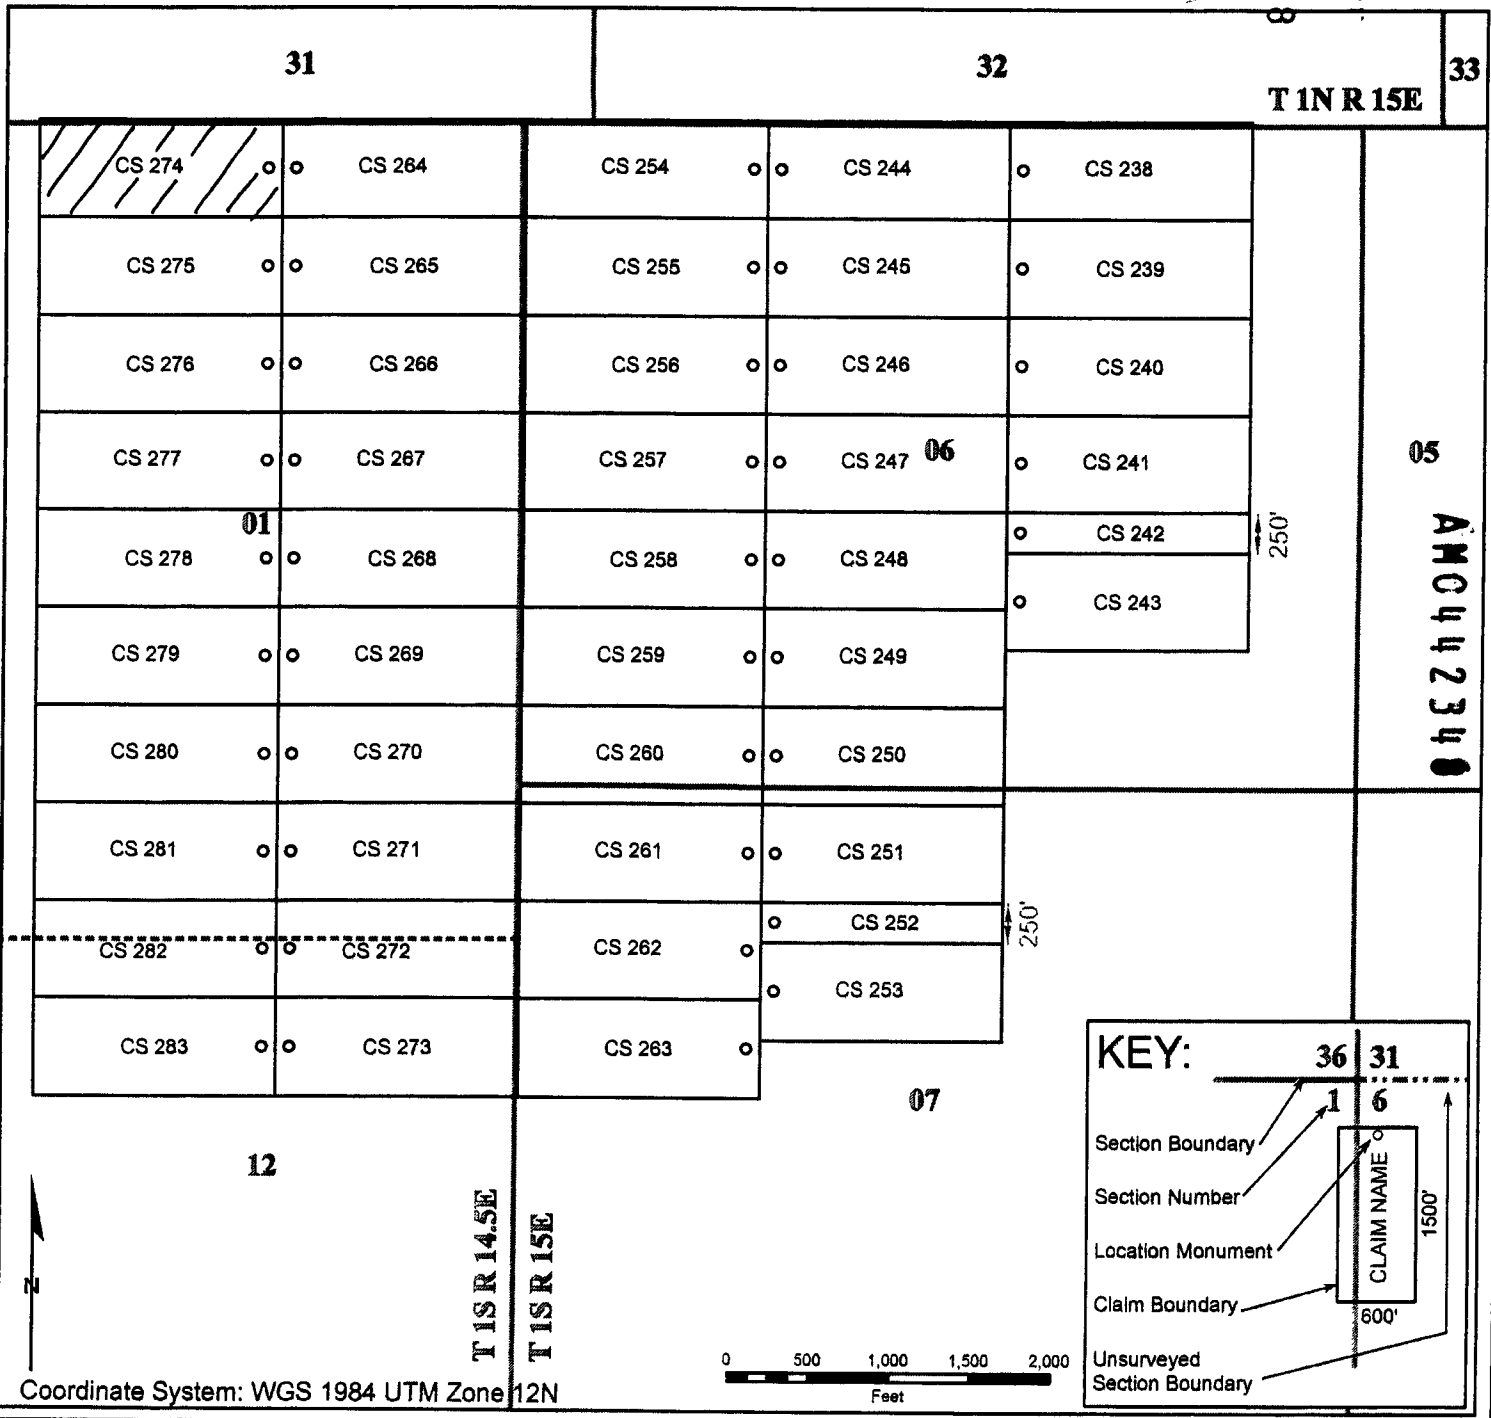 8
31 32 33
T 1N R 15E
CS 274 CS 264 CS 254 CS 244 CS 238
CS 275 CS 265 CS 255 CS 245 CS 239
CS 276 CS 266 CS 256 CS 246 CS 240
CS 277 CS 267 CS 257 CS 247 06 CS 241 05
01
CS 278 CS 268 CS 258 CS 248 CS 242 250'
CS 243
CS 279 CS 269 CS 259 CS 249
CS 280 CS 270 CS 260 CS 250
CS 281 CS 271 CS 261 CS 251
CS 252 250'
CS 282 CS 272 CS 262
CS 253
CS 283 CS 273 CS 263
07
12
T 1S R 14.5E
T 1S R 15E
N
Coordinate System: WGS 1984 UTM Zone 12N
0 500 1,000 1,500 2,000
Feet
KEY:
36 31
1 6
Section Boundary
Section Number
Location Monument
Claim Boundary
Unsurveyed
Section Boundary
CLAIM NAME
1500'
600'